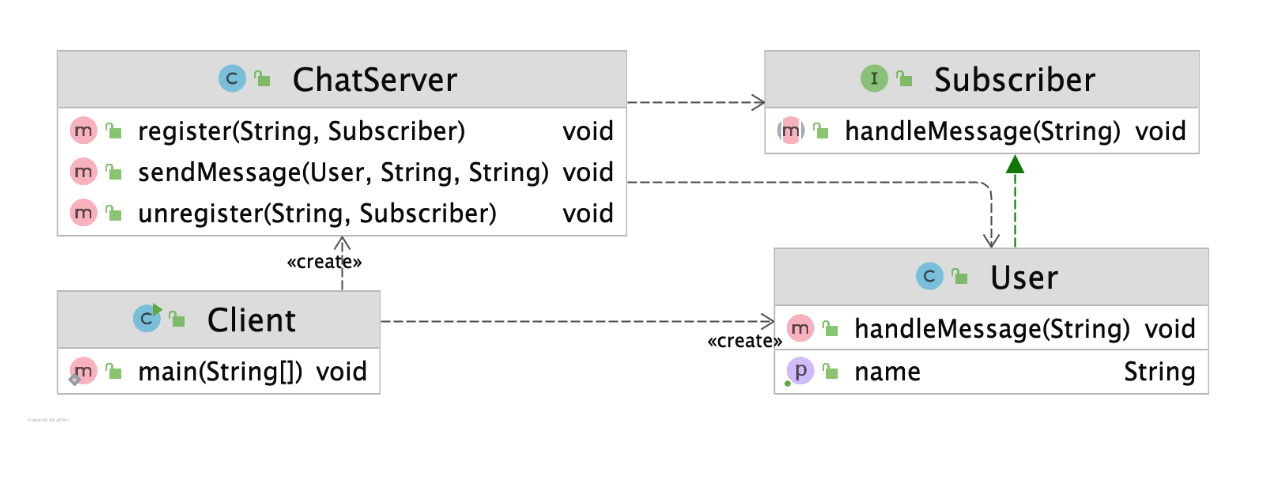 C ChatServer
m register(String, Subscriber) void
m sendMessage(User, String, String) void
m unregister(String, Subscriber) void
I Subscriber
m handleMessage(String) void
«create»
C Client
m main(String[]) void
«create»
C User
m handleMessage(String) void
p name String
Powered by yFiles